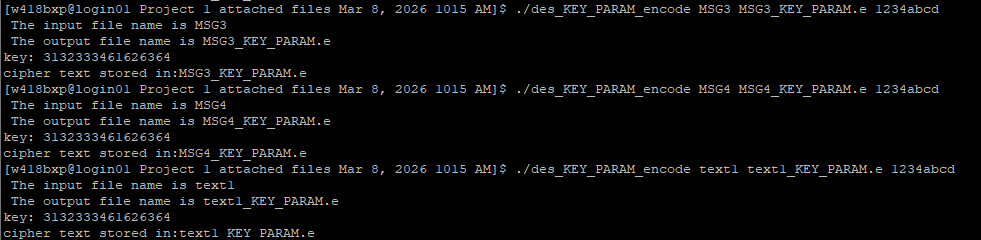 [w418bxp@login01 Project 1 attached files Mar 8, 2026 1015 AM]$ ./des_KEY_PARAM_encode MSG3 MSG3_KEY_PARAM.e 1234abcd
 The input file name is MSG3
 The output file name is MSG3_KEY_PARAM.e
key: 3132333461626364
cipher text stored in:MSG3_KEY_PARAM.e
[w418bxp@login01 Project 1 attached files Mar 8, 2026 1015 AM]$ ./des_KEY_PARAM_encode MSG4 MSG4_KEY_PARAM.e 1234abcd
 The input file name is MSG4
 The output file name is MSG4_KEY_PARAM.e
key: 3132333461626364
cipher text stored in:MSG4_KEY_PARAM.e
[w418bxp@login01 Project 1 attached files Mar 8, 2026 1015 AM]$ ./des_KEY_PARAM_encode text1 text1_KEY_PARAM.e 1234abcd
 The input file name is text1
 The output file name is text1_KEY_PARAM.e
key: 3132333461626364
cipher text stored in:text1_KEY_PARAM.e